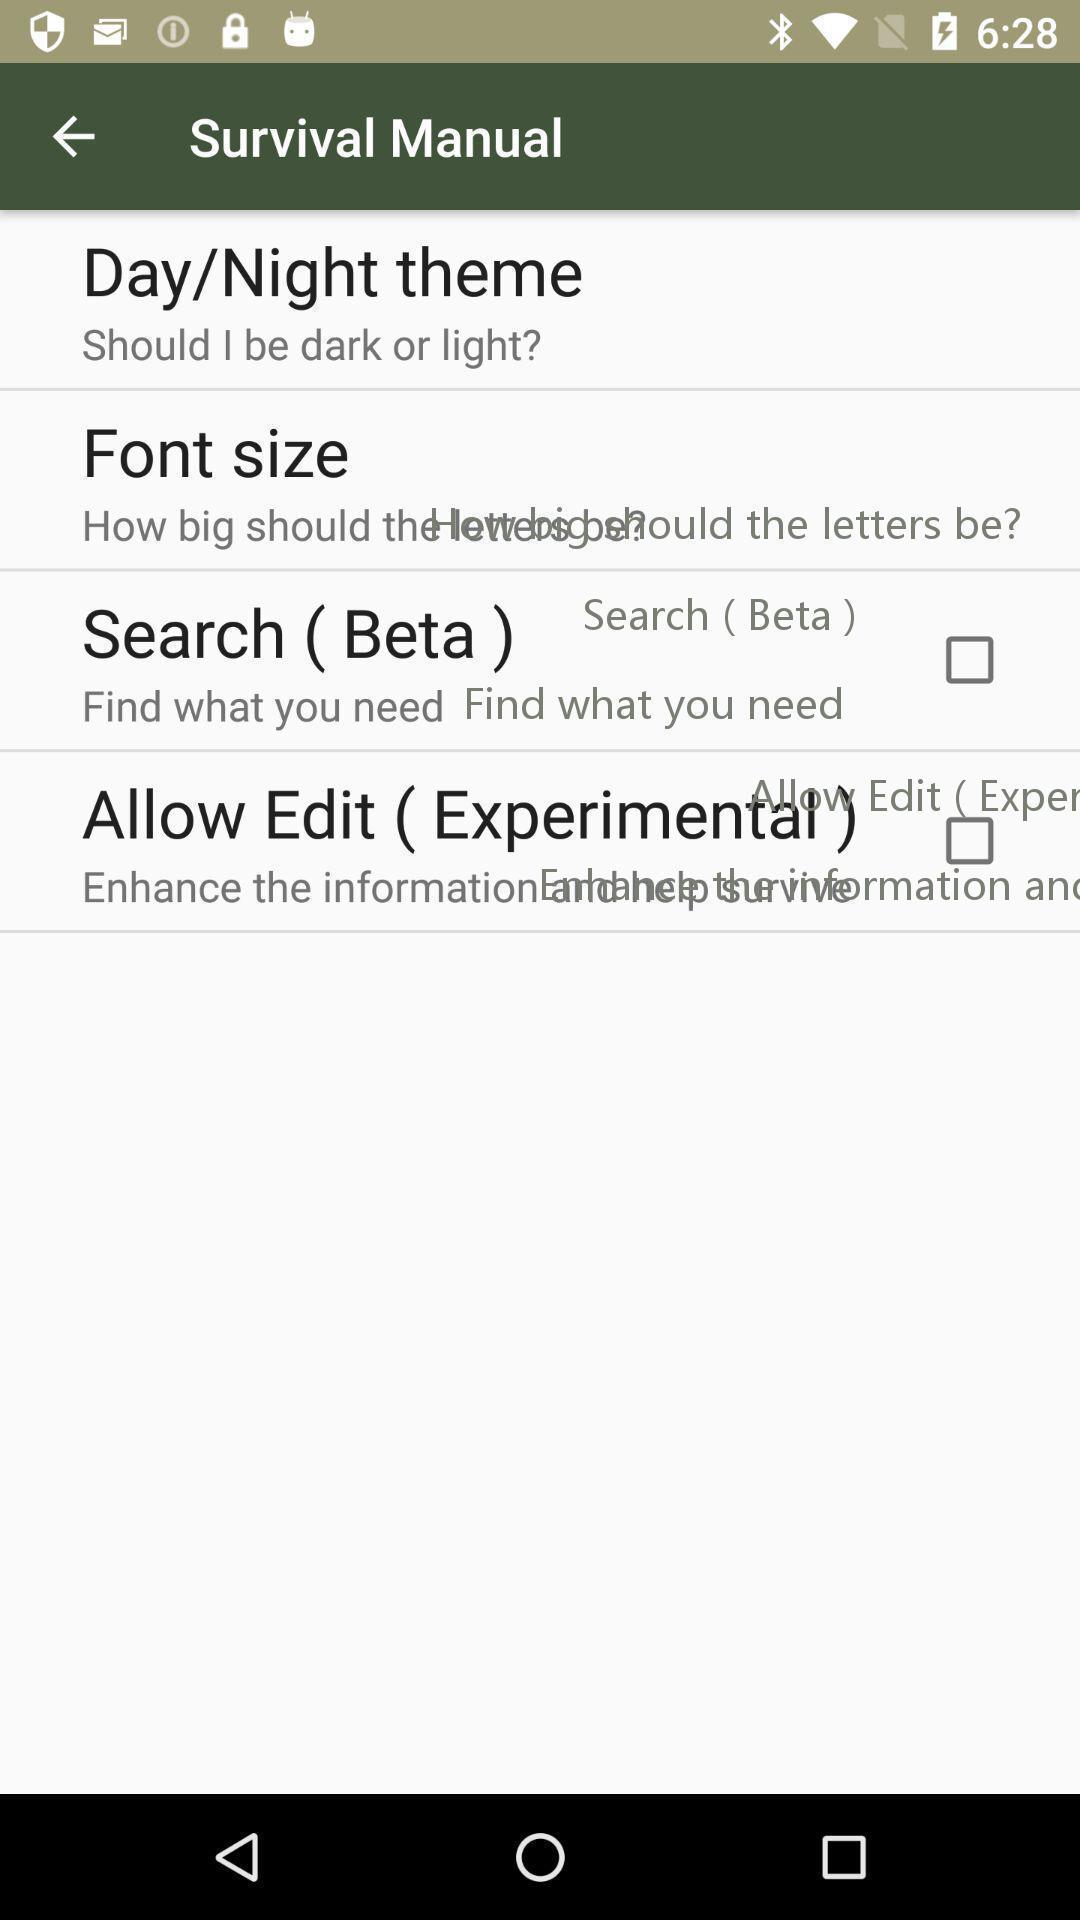 6:28
Survival Manual
Day/Night theme
Should I be dark or light?
Font size
How big should the letters be?
How big should the letters be?
Search ( Beta )
Search ( Beta )
Find what you need
Find what you need
Allow Edit ( Exper
Allow Edit ( Experimental )
Enhance the information and help survive
Enhance the information and